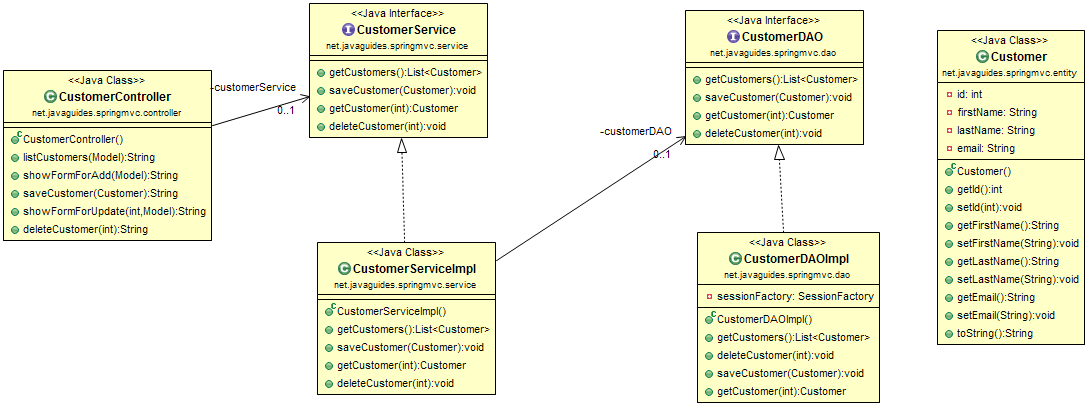 <<Java Class>>
CustomerController
net.javaguides.springmvc.controller
CustomerController()
listCustomers(Model):String
showFormForAdd(Model):String
saveCustomer(Customer):String
showFormForUpdate(int,Model):String
deleteCustomer(int):String
-customerService
0..1
<<Java Interface>>
CustomerService
net.javaguides.springmvc.service
getCustomers():List<Customer>
saveCustomer(Customer):void
getCustomer(int):Customer
deleteCustomer(int):void
<<Java Class>>
CustomerServiceImpl
net.javaguides.springmvc.service
CustomerServiceImpl()
getCustomers():List<Customer>
saveCustomer(Customer):void
getCustomer(int):Customer
deleteCustomer(int):void
-customerDAO
0..1
<<Java Interface>>
CustomerDAO
net.javaguides.springmvc.dao
getCustomers():List<Customer>
saveCustomer(Customer):void
getCustomer(int):Customer
deleteCustomer(int):void
<<Java Class>>
CustomerDAOImpl
net.javaguides.springmvc.dao
sessionFactory: SessionFactory
CustomerDAOImpl()
getCustomers():List<Customer>
deleteCustomer(int):void
saveCustomer(Customer):void
getCustomer(int):Customer
<<Java Class>>
Customer
net.javaguides.springmvc.entity
id: int
firstName: String
lastName: String
email: String
Customer()
getId():int
setId(int):void
getFirstName():String
setFirstName(String):void
getLastName():String
setLastName(String):void
getEmail():String
setEmail(String):void
toString():String